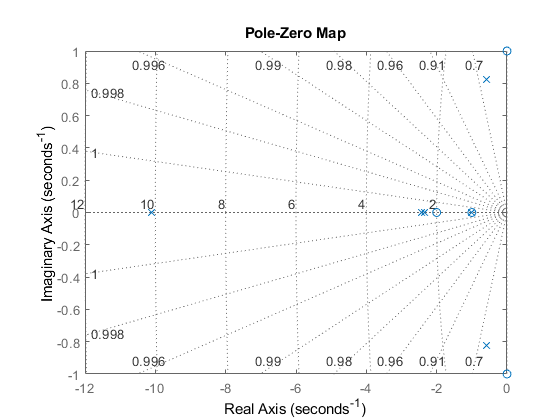 Pole-Zero Map
1
0.996 0.99 0.98 0.96 0.91 0.7
0.8
0.998
0.6
0.4
1
0.2
12 10 8 6 4 2
0
-0.2
1
-0.4
-0.6
0.998
-0.8
0.996 0.99 0.98 0.96 0.91 0.7
-1
-12 -10 -8 -6 -4 -2 0
Real Axis (seconds-1)
Imaginary Axis (seconds-1)